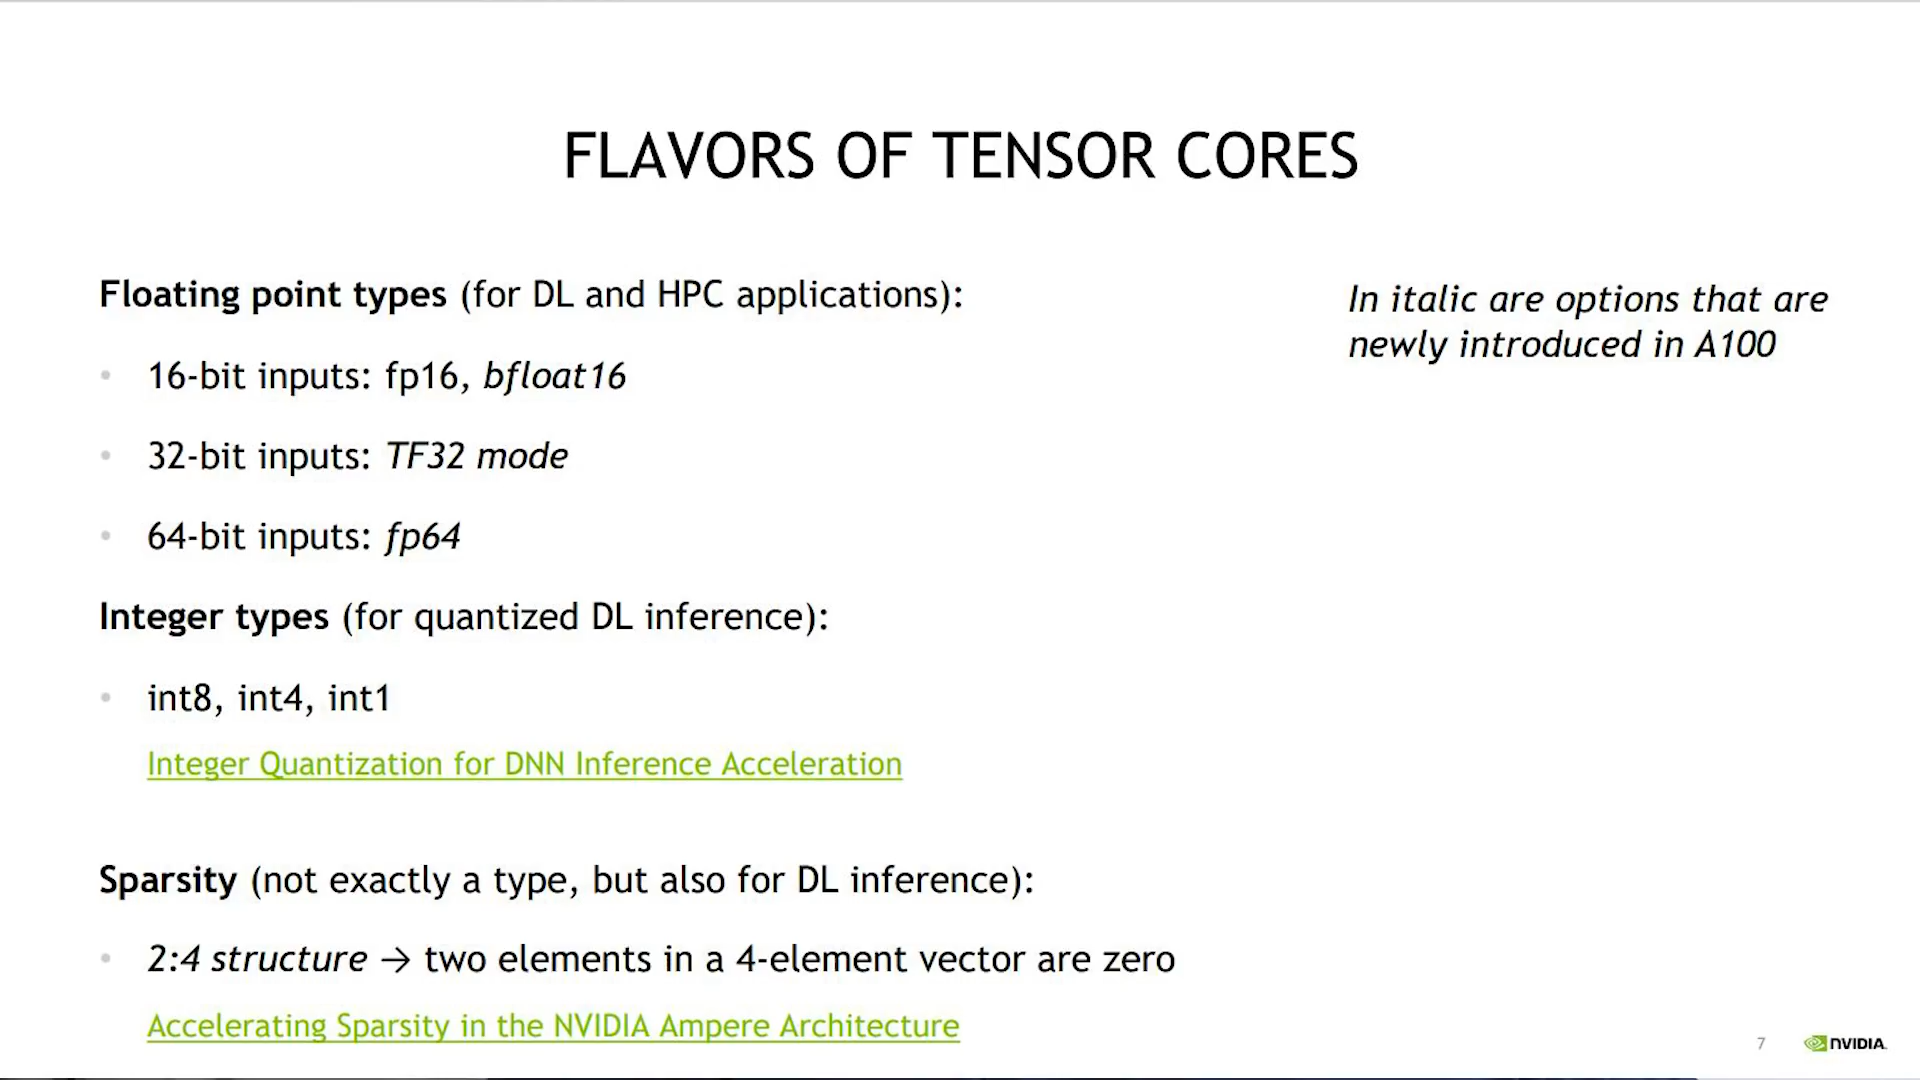 FLAVORS OF TENSOR CORES
Floating point types (for DL and HPC applications):
In italic are options that are
newly introduced in A100
• 16-bit inputs: fp16, bfloat16
• 32-bit inputs: TF32 mode
• 64-bit inputs: fp64
Integer types (for quantized DL inference):
• int8, int4, int1
Integer Quantization for DNN Inference Acceleration
Sparsity (not exactly a type, but also for DL inference):
• 2:4 structure → two elements in a 4-element vector are zero
Accelerating Sparsity in the NVIDIA Ampere Architecture
7
NVIDIA.